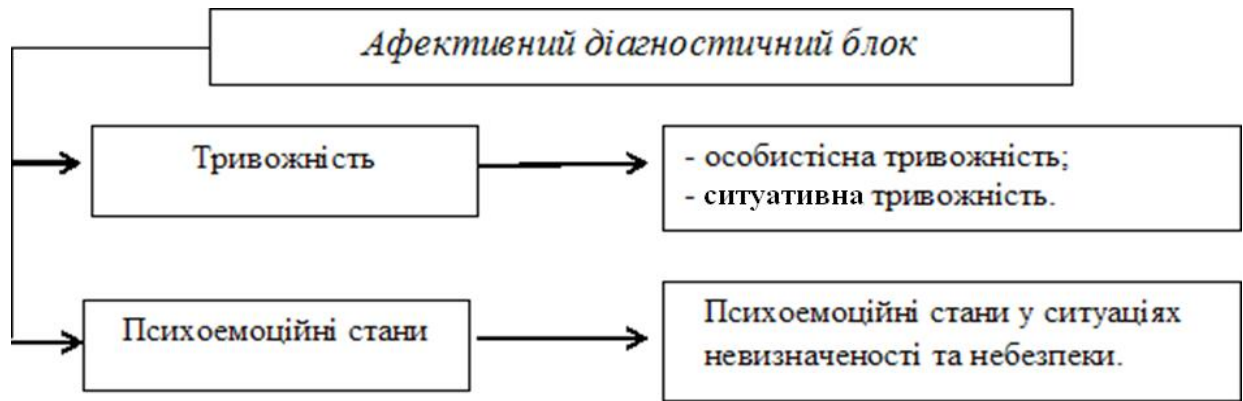 Афективний діагностичний блок
Тривожність
- особистісна тривожність;
- ситуативна тривожність.
Психоемоційні стани
Психоемоційні стани у ситуаціях
невизначеності та небезпеки.